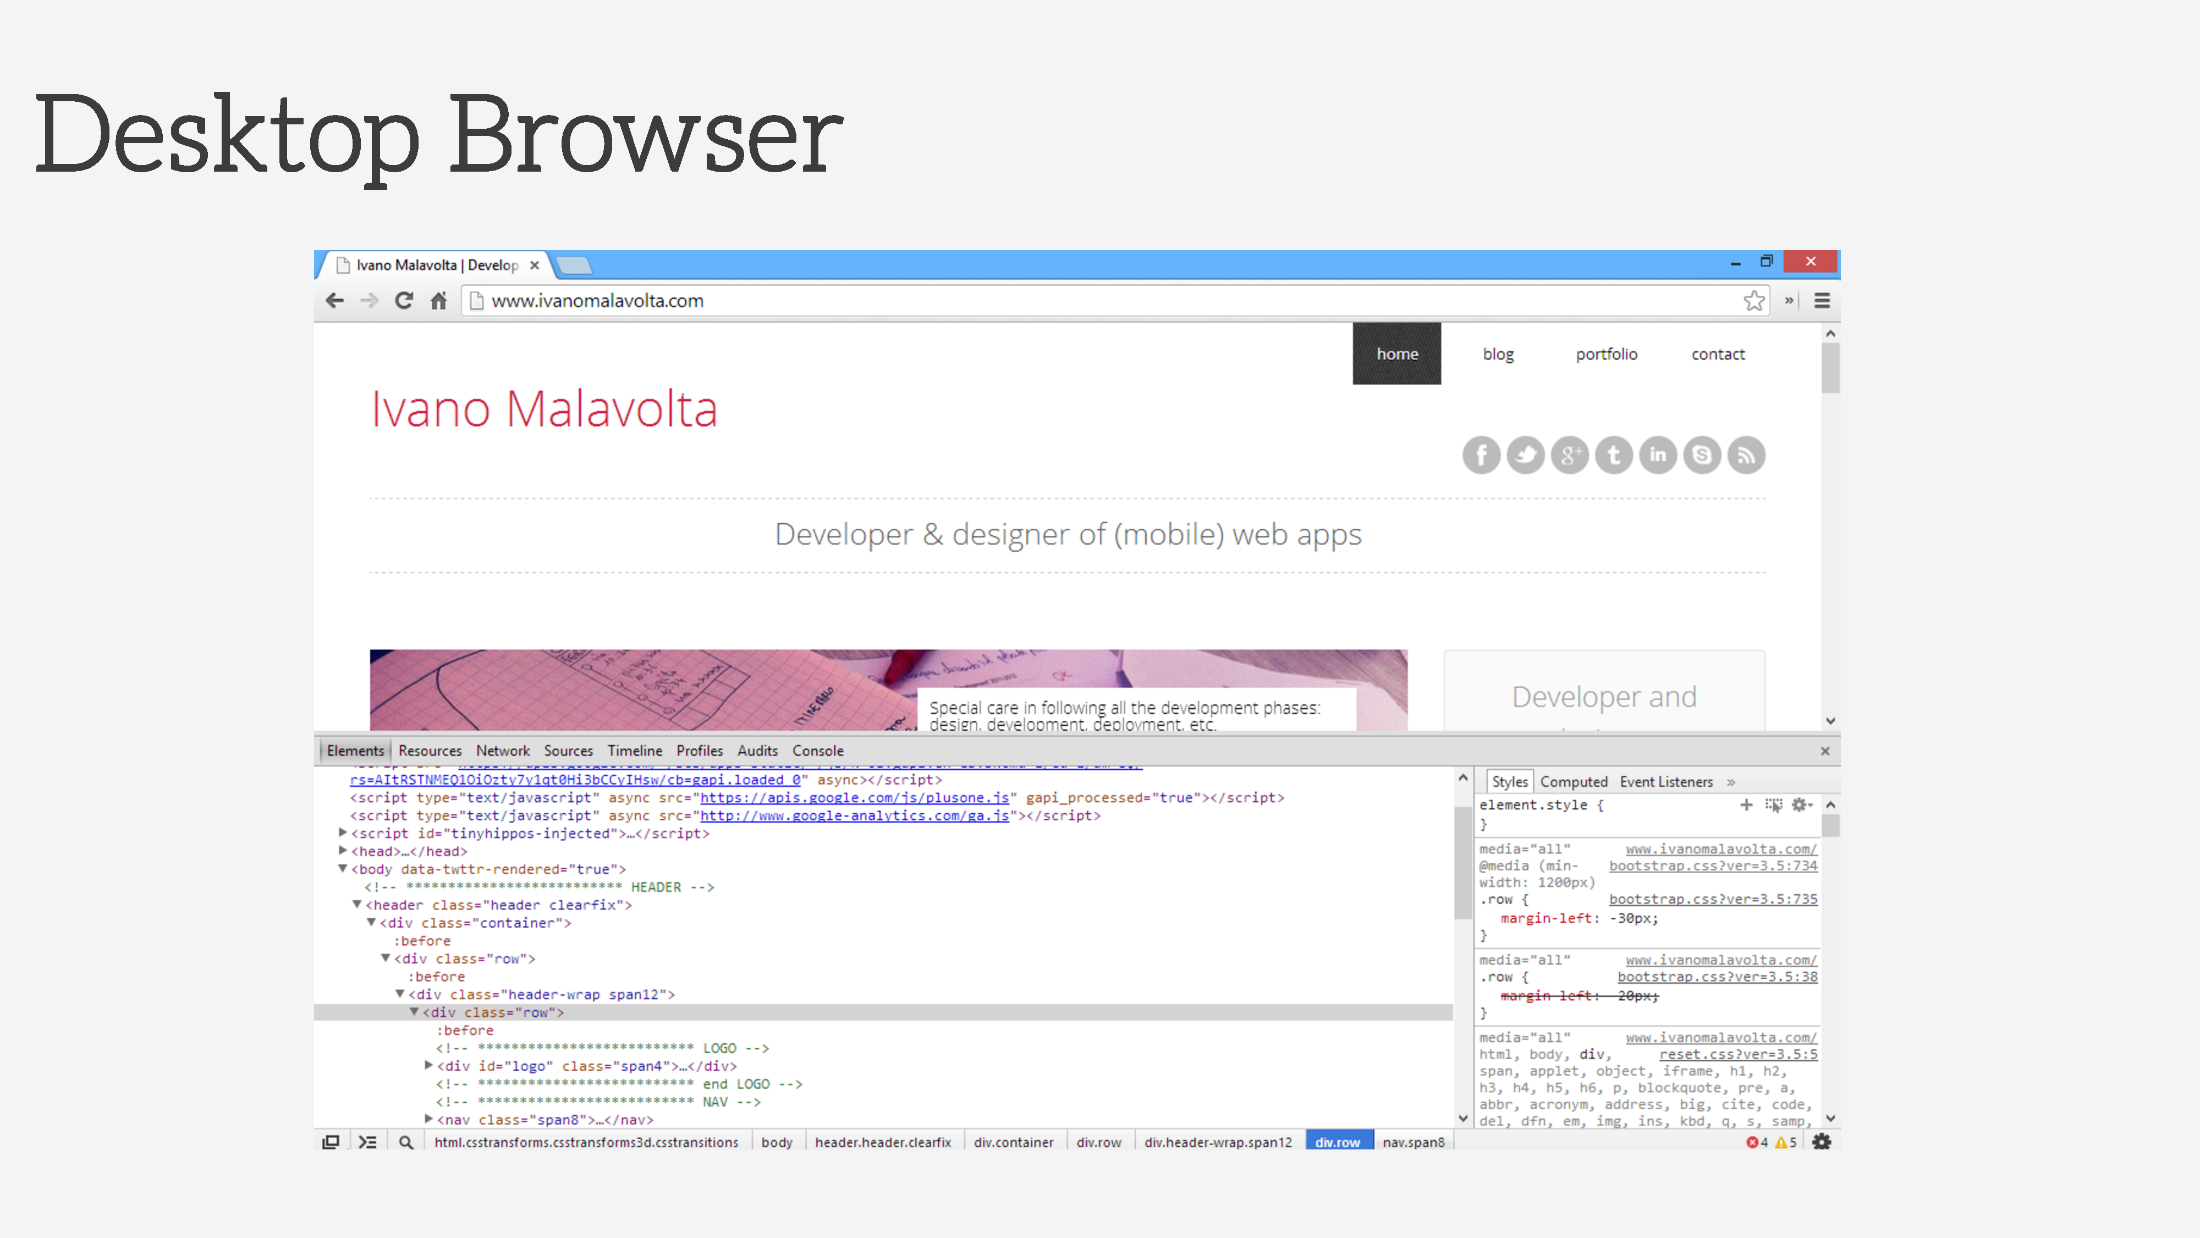 Desktop Browser
Ivano Malavolta | Develop
www.ivanomalavolta.com
home blog portfolio contact
Ivano Malavolta
Developer & designer of (mobile) web apps
Special care in following all the development phases:
design, development, deployment, etc.
Developer and
Elements Resources Network Sources Timeline Profiles Audits Console
async></script>
<script type="text/javascript" async src="https://apis.google.com/js/plusone.js" gapi_processed="true"></script>
<script type="text/javascript" async src="http://www.google-analytics.com/ga.js"></script>
<script id="tinyhippos-injected">…</script>
<head>…</head>
<body data-twttr-rendered="true">
<!-- ************************** HEADER -->
<header class="header clearfix">
<div class="container">
:before
<div class="row">
:before
<div class="header-wrap span12">
<div class="row">
:before
<!-- ************************** LOGO -->
<div id="logo" class="span4">…</div>
<!-- ************************** end LOGO -->
<!-- ************************** NAV -->
<nav class="span8">…</nav>
html.csstransforms.csstransforms3d.csstransitions body header.header.clearfix div.container div.row div.header-wrap.span12 div.row nav.span8
Styles Computed Event Listeners »
element.style {
}
media="all" www.ivanomalavolta.com/
@media (min- bootstrap.css?ver=3.5:734
width: 1200px)
.row { bootstrap.css?ver=3.5:735
margin-left: -30px;
}
media="all" www.ivanomalavolta.com/
.row { bootstrap.css?ver=3.5:38
margin-left: -20px;
}
media="all" www.ivanomalavolta.com/
html, body, div, reset.css?ver=3.5:5
span, applet, object, iframe, h1, h2,
h3, h4, h5, h6, p, blockquote, pre, a,
abbr, acronym, address, big, cite, code,
del, dfn, em, img, ins, kbd, q, s, samp,
4 5